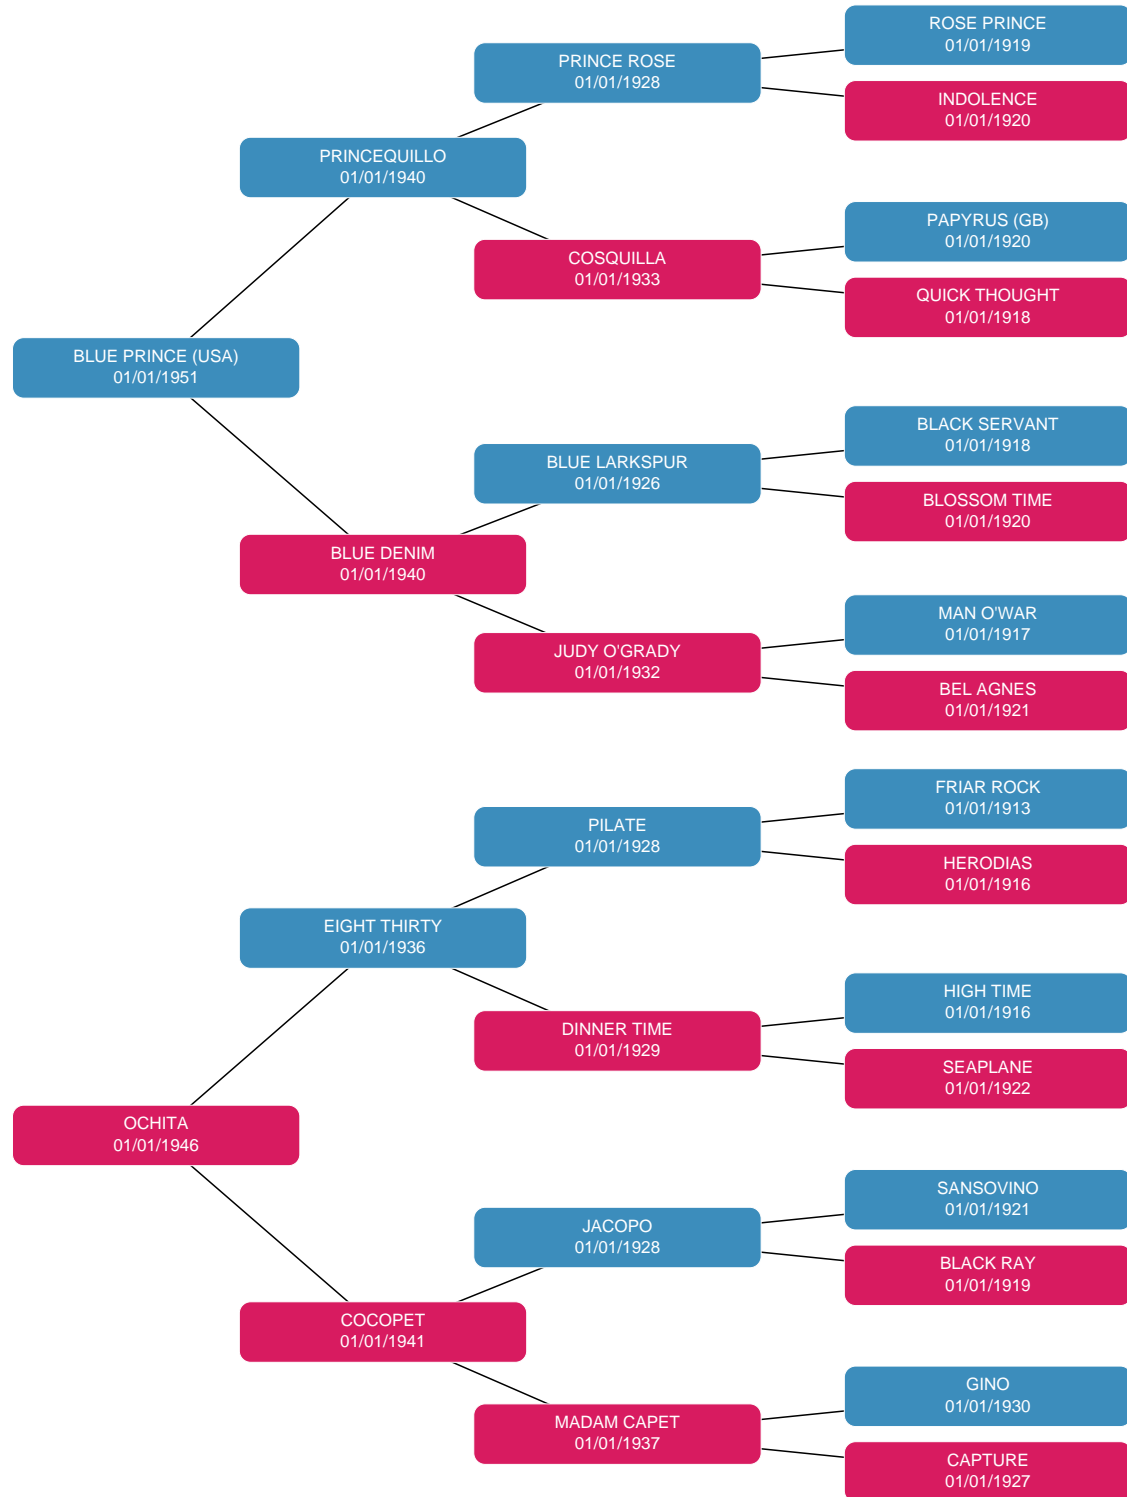 ROSE PRINCE
01/01/1919
PRINCE ROSE
01/01/1928
INDOLENCE
01/01/1920
PRINCEQUILLO
01/01/1940
PAPYRUS (GB)
01/01/1920
COSQUILLA
01/01/1933
QUICK THOUGHT
01/01/1918
BLUE PRINCE (USA)
01/01/1951
BLACK SERVANT
01/01/1918
BLUE LARKSPUR
01/01/1926
BLOSSOM TIME
01/01/1920
BLUE DENIM
01/01/1940
MAN O'WAR
01/01/1917
JUDY O'GRADY
01/01/1932
BEL AGNES
01/01/1921
FRIAR ROCK
01/01/1913
PILATE
01/01/1928
HERODIAS
01/01/1916
EIGHT THIRTY
01/01/1936
HIGH TIME
01/01/1916
DINNER TIME
01/01/1929
SEAPLANE
01/01/1922
OCHITA
01/01/1946
SANSOVINO
01/01/1921
JACOPO
01/01/1928
BLACK RAY
01/01/1919
COCOPET
01/01/1941
GINO
01/01/1930
MADAM CAPET
01/01/1937
CAPTURE
01/01/1927